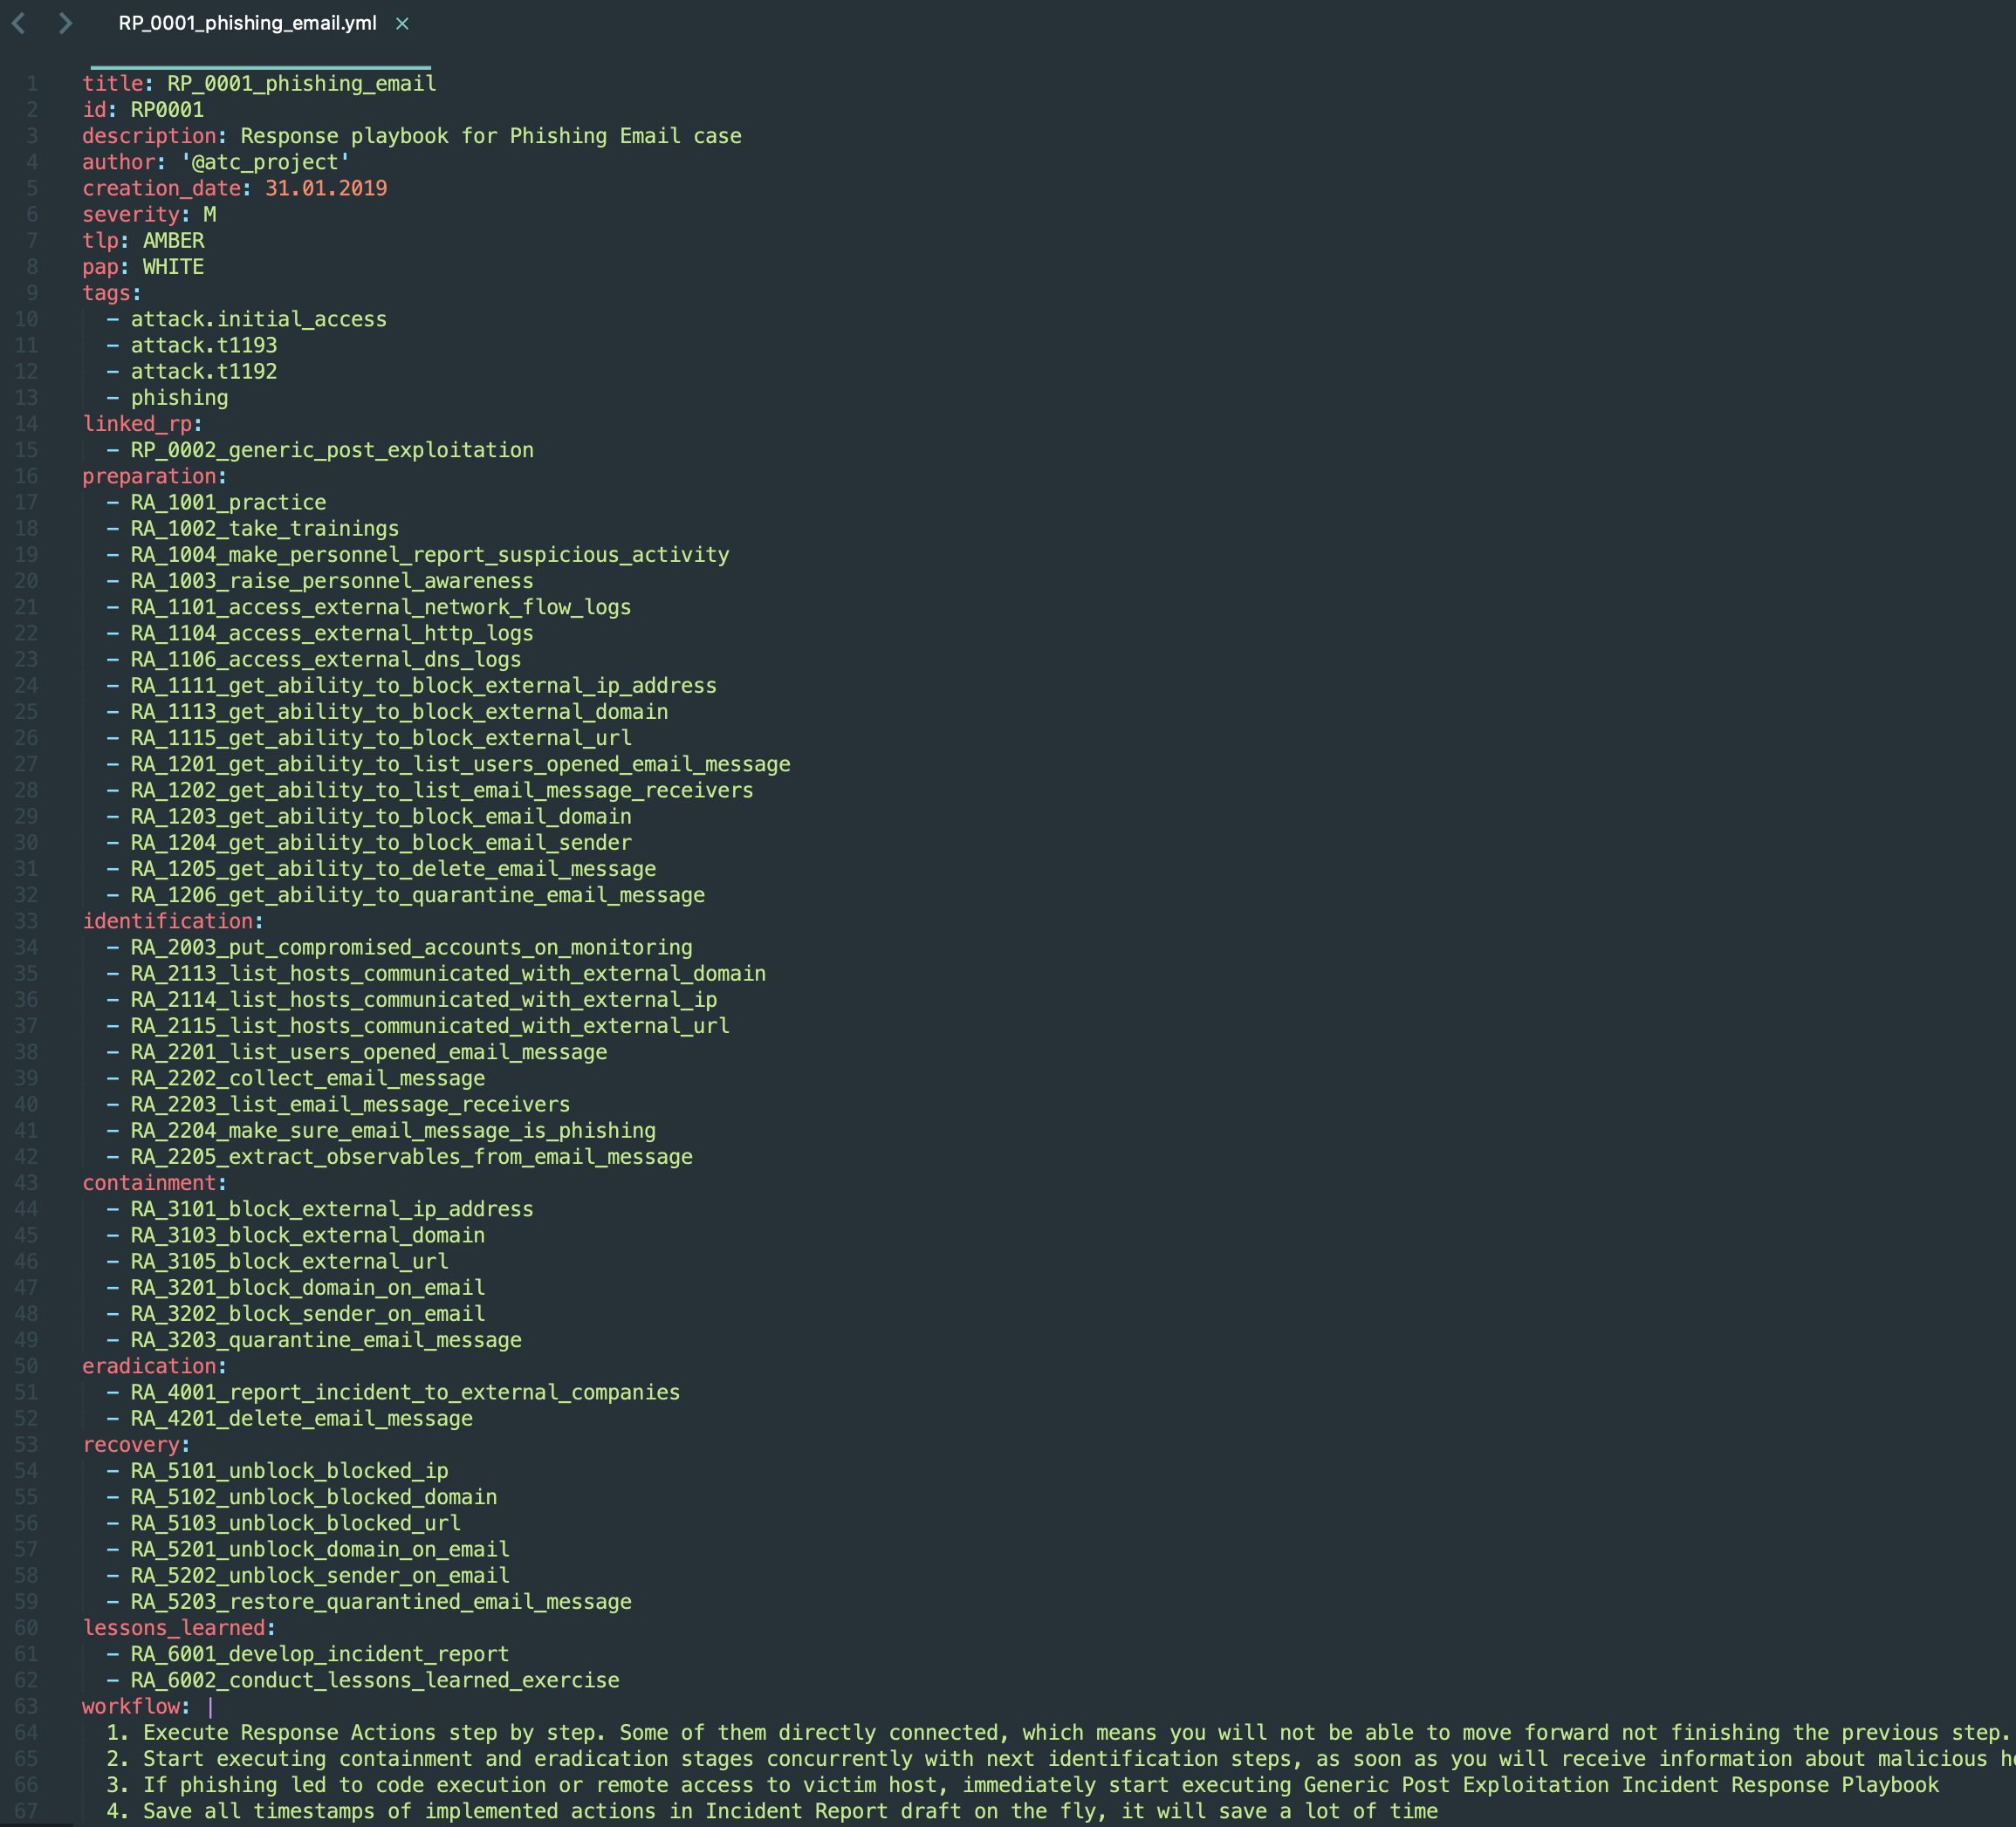 RP_0001_phishing_email.yml ×
1 title: RP_0001_phishing_email
2 id: RP0001
3 description: Response playbook for Phishing Email case
4 author: '@atc_project'
5 creation_date: 31.01.2019
6 severity: M
7 tlp: AMBER
8 pap: WHITE
9 tags:
10 - attack.initial_access
11 - attack.t1193
12 - attack.t1192
13 - phishing
14 linked_rp:
15 - RP_0002_generic_post_exploitation
16 preparation:
17 - RA_1001_practice
18 - RA_1002_take_trainings
19 - RA_1004_make_personnel_report_suspicious_activity
20 - RA_1003_raise_personnel_awareness
21 - RA_1101_access_external_network_flow_logs
22 - RA_1104_access_external_http_logs
23 - RA_1106_access_external_dns_logs
24 - RA_1111_get_ability_to_block_external_ip_address
25 - RA_1113_get_ability_to_block_external_domain
26 - RA_1115_get_ability_to_block_external_url
27 - RA_1201_get_ability_to_list_users_opened_email_message
28 - RA_1202_get_ability_to_list_email_message_receivers
29 - RA_1203_get_ability_to_block_email_domain
30 - RA_1204_get_ability_to_block_email_sender
31 - RA_1205_get_ability_to_delete_email_message
32 - RA_1206_get_ability_to_quarantine_email_message
33 identification:
34 - RA_2003_put_compromised_accounts_on_monitoring
35 - RA_2113_list_hosts_communicated_with_external_domain
36 - RA_2114_list_hosts_communicated_with_external_ip
37 - RA_2115_list_hosts_communicated_with_external_url
38 - RA_2201_list_users_opened_email_message
39 - RA_2202_collect_email_message
40 - RA_2203_list_email_message_receivers
41 - RA_2204_make_sure_email_message_is_phishing
42 - RA_2205_extract_observables_from_email_message
43 containment:
44 - RA_3101_block_external_ip_address
45 - RA_3103_block_external_domain
46 - RA_3105_block_external_url
47 - RA_3201_block_domain_on_email
48 - RA_3202_block_sender_on_email
49 - RA_3203_quarantine_email_message
50 eradication:
51 - RA_4001_report_incident_to_external_companies
52 - RA_4201_delete_email_message
53 recovery:
54 - RA_5101_unblock_blocked_ip
55 - RA_5102_unblock_blocked_domain
56 - RA_5103_unblock_blocked_url
57 - RA_5201_unblock_domain_on_email
58 - RA_5202_unblock_sender_on_email
59 - RA_5203_restore_quarantined_email_message
60 lessons_learned:
61 - RA_6001_develop_incident_report
62 - RA_6002_conduct_lessons_learned_exercise
63 workflow: |
64 1. Execute Response Actions step by step. Some of them directly connected, which means you will not be able to move forward not finishing the previous step.
65 2. Start executing containment and eradication stages concurrently with next identification steps, as soon as you will receive information about malicious
66 3. If phishing led to code execution or remote access to victim host, immediately start executing Generic Post Exploitation Incident Response Playbook
67 4. Save all timestamps of implemented actions in Incident Report draft on the fly, it will save a lot of time